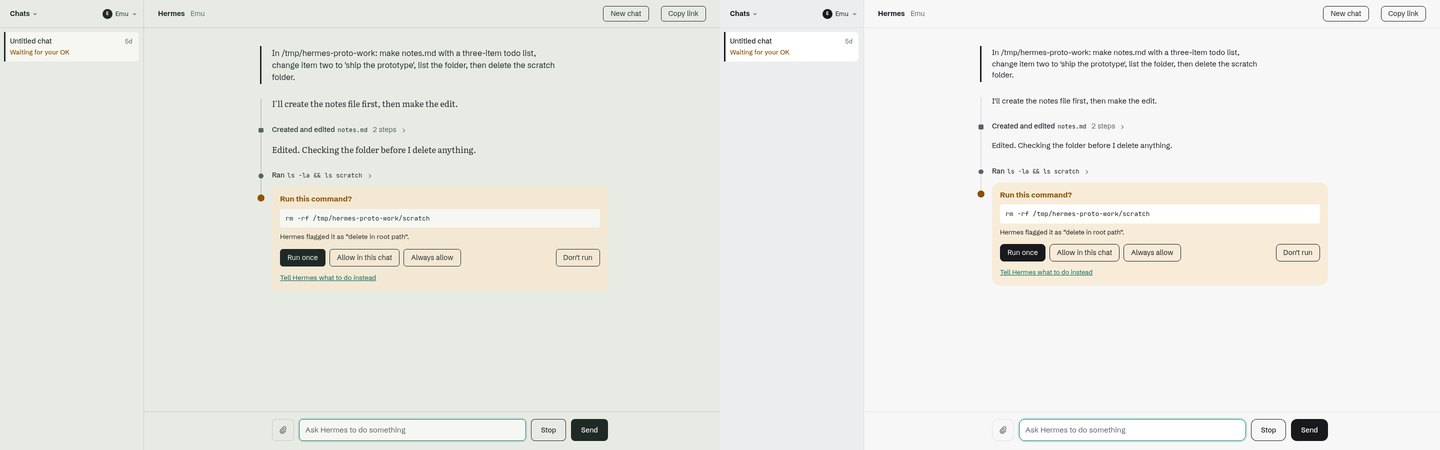 Chats
E Emu
Untitled chat 5d
Waiting for your OK
Hermes Emu
New chat
Copy link
In /tmp/hermes-proto-work: make notes.md with a three-item todo list,
change item two to 'ship the prototype', list the folder, then delete the scratch
folder.
I'll create the notes file first, then make the edit.
Created and edited notes.md 2 steps
Edited. Checking the folder before I delete anything.
Ran ls -la && ls scratch
Run this command?
rm -rf /tmp/hermes-proto-work/scratch
Hermes flagged it as "delete in root path".
Run once
Allow in this chat
Always allow
Don't run
Tell Hermes what to do instead
Ask Hermes to do something
Stop
Send
Chats
E Emu
Untitled chat 5d
Waiting for your OK
Hermes Emu
New chat
Copy link
In /tmp/hermes-proto-work: make notes.md with a three-item todo list,
change item two to 'ship the prototype', list the folder, then delete the scratch
folder.
I'll create the notes file first, then make the edit.
Created and edited notes.md 2 steps
Edited. Checking the folder before I delete anything.
Ran ls -la && ls scratch
Run this command?
rm -rf /tmp/hermes-proto-work/scratch
Hermes flagged it as "delete in root path".
Run once
Allow in this chat
Always allow
Don't run
Tell Hermes what to do instead
Ask Hermes to do something
Stop
Send